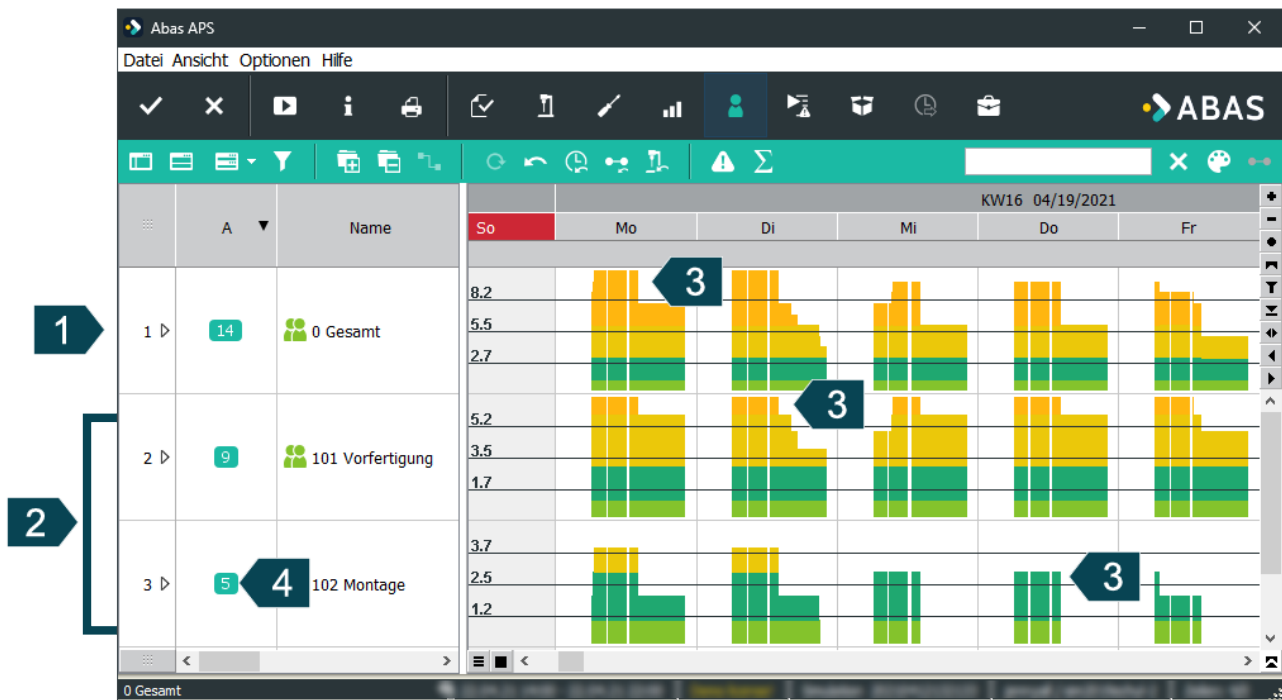 Abas APS
Datei Ansicht Optionen Hilfe
ABAS
KW16 04/19/2021
A Name So Mo Di Mi Do Fr
3
8.2
1 1 14 0 Gesamt 5.5
2.7
3
5.2
2 9 101 Vorfertigung 3.5
1.7
2
3.7
3 5 4 102 Montage 2.5 3
1.2
0 Gesamt